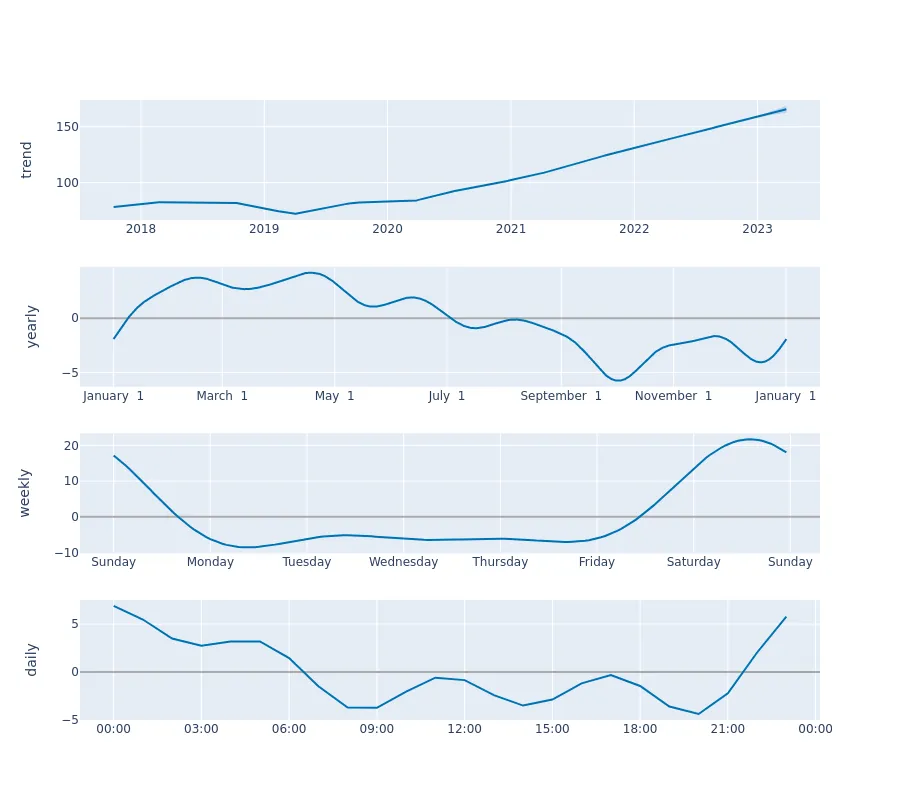 trend
150
100
2018 2019 2020 2021 2022 2023
yearly
0
−5
January 1 March 1 May 1 July 1 September 1 November 1 January 1
weekly
20
10
0
−10
Sunday Monday Tuesday Wednesday Thursday Friday Saturday Sunday
daily
5
0
−5
00:00 03:00 06:00 09:00 12:00 15:00 18:00 21:00 00:00